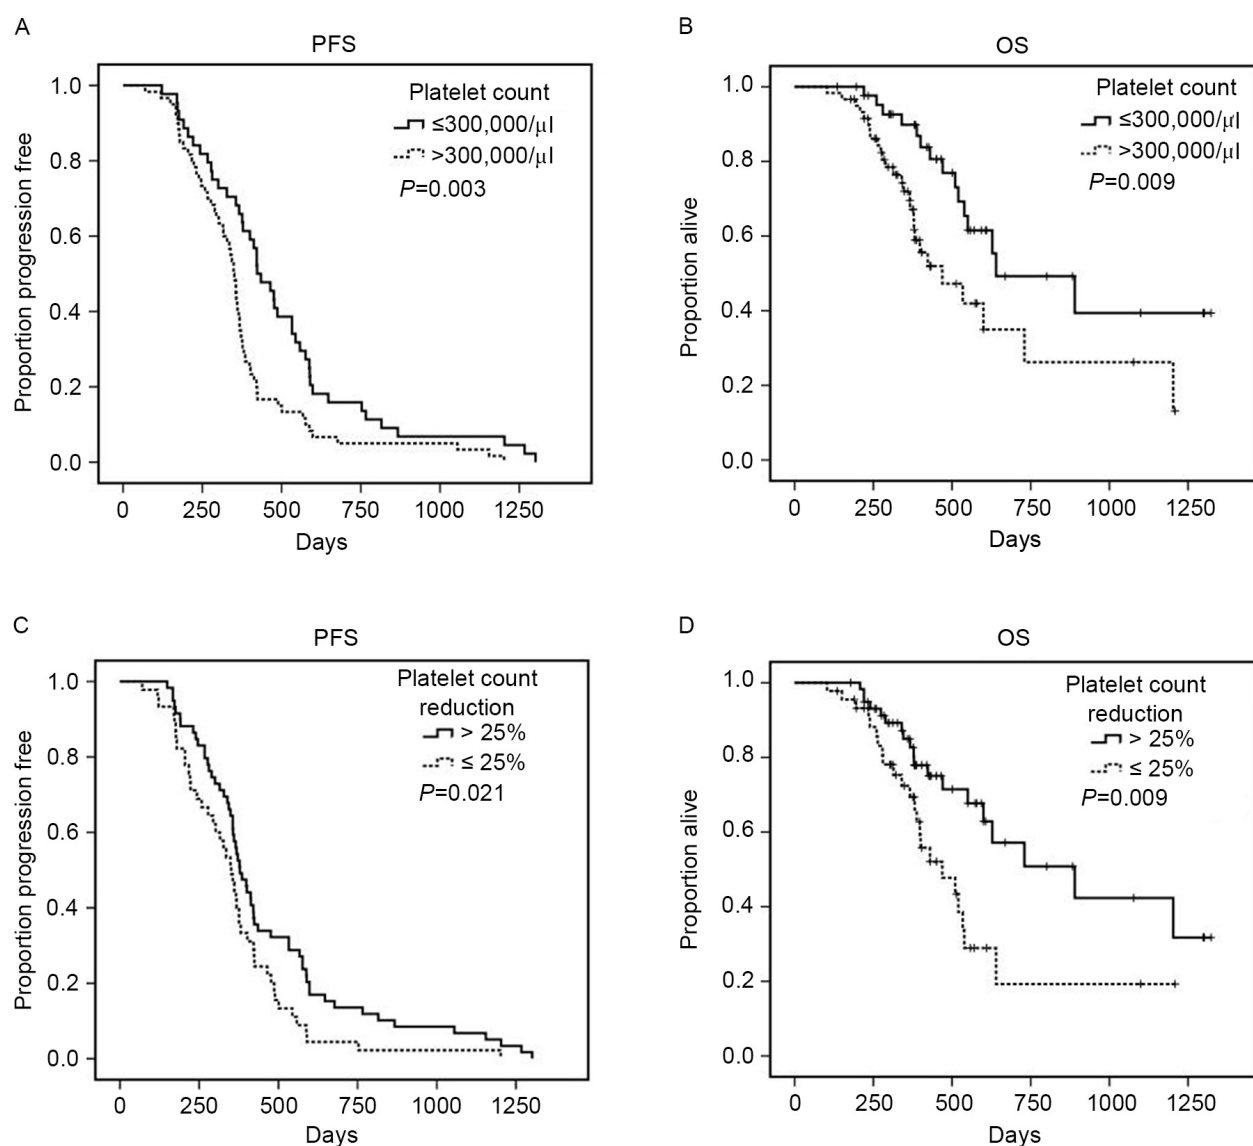 A
PFS
Proportion progression free
1.0
0.8
0.6
0.4
0.2
0.0
Platelet count
≤300,000/μl
>300,000/μl
P=0.003
0 250 500 750 1000 1250
Days
B
OS
Proportion alive
1.0
0.8
0.6
0.4
0.2
0.0
Platelet count
≤300,000/μl
>300,000/μl
P=0.009
0 250 500 750 1000 1250
Days
C
PFS
Proportion progression free
1.0
0.8
0.6
0.4
0.2
0.0
Platelet count
reduction
> 25%
≤ 25%
P=0.021
0 250 500 750 1000 1250
Days
D
OS
Proportion alive
1.0
0.8
0.6
0.4
0.2
0.0
Platelet count
reduction
> 25%
≤ 25%
P=0.009
0 250 500 750 1000 1250
Days